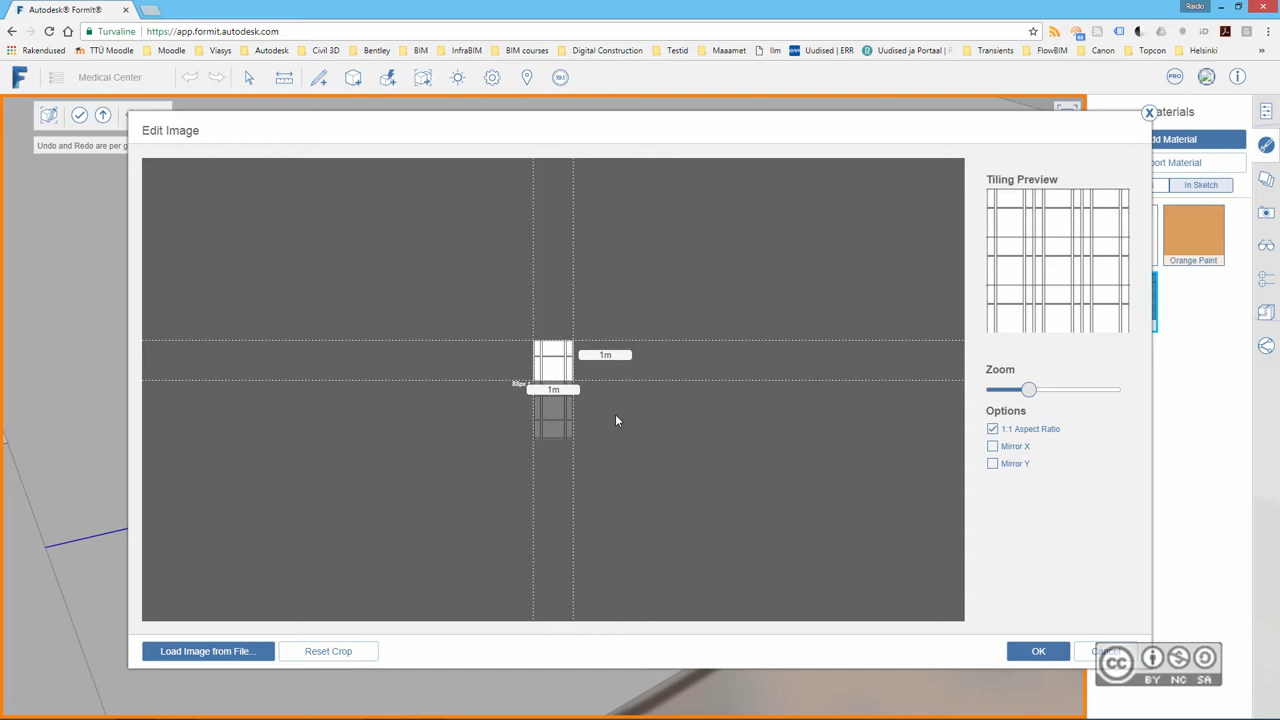 Autodesk® FormIt®
Raido
Turvaline
https://app.formit.autodesk.com
Rakendused
TTÜ Moodle
Moodle
Viasys
Autodesk
Civil 3D
Bentley
BIM
InfraBIM
BIM courses
Digital Construction
Testid
Maaamet
Ilm
Uudised | ERR
Uudised ja Portaal | R
Transients
FlowBIM
Canon
Topcon
Helsinki
Medical Center
PRO
Undo and Redo are per g
Edit Image
X
aterials
dd Material
port Material
In Sketch
Orange Paint
Tiling Preview
1m
1m
Zoom
Options
1:1 Aspect Ratio
Mirror X
Mirror Y
Load Image from File...
Reset Crop
OK
cc
BY NC SA